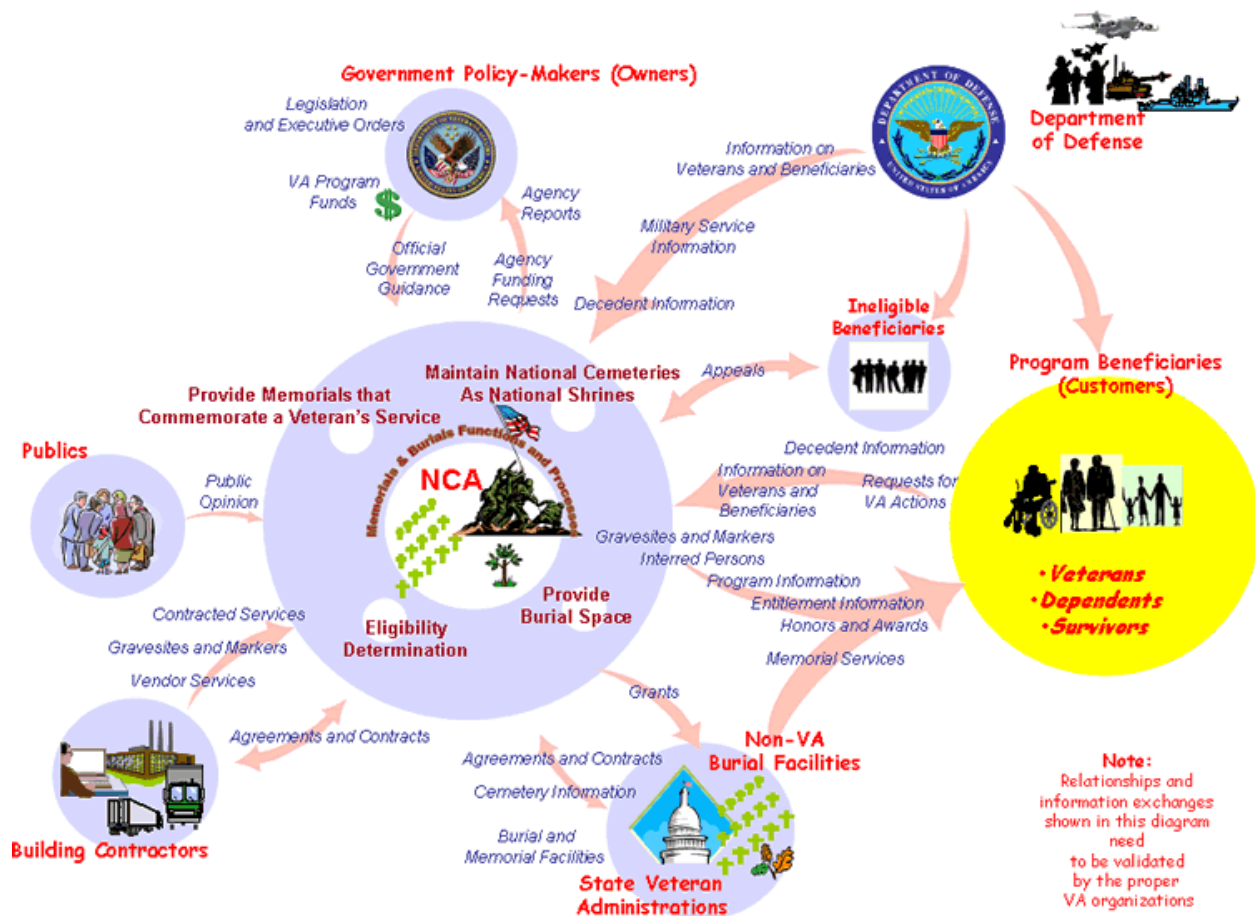 Government Policy-Makers (Owners)
Legislation
and Executive Orders
VA Program
Funds
$
Agency
Reports
Official
Government
Guidance
Agency
Funding
Requests
DEPARTMENT OF DEFENSE
UNITED STATES OF AMERICA
Department
of Defense
Information on
Veterans and Beneficiaries
Military Service
Information
Decedent Information
Ineligible
Beneficiaries
Appeals
Program Beneficiaries
(Customers)
Maintain National Cemeteries
As National Shrines
Provide Memorials that
Commemorate a Veteran's Service
Memorials & Burials Functions and Processes
NCA
Provide
Burial Space
Eligibility
Determination
Publics
Public
Opinion
Decedent Information
Information on
Veterans and
Beneficiaries
Requests for
VA Actions
Gravesites and Markers
Interred Persons
Program Information
Entitlement Information
Honors and Awards
Memorial Services
• Veterans
• Dependents
• Survivors
Contracted Services
Gravesites and Markers
Vendor Services
Agreements and Contracts
Building Contractors
Grants
Non-VA
Burial Facilities
Agreements and Contracts
Cemetery Information
Burial and
Memorial Facilities
State Veteran
Administrations
Note:
Relationships and
information exchanges
shown in this diagram
need
to be validated
by the proper
VA organizations